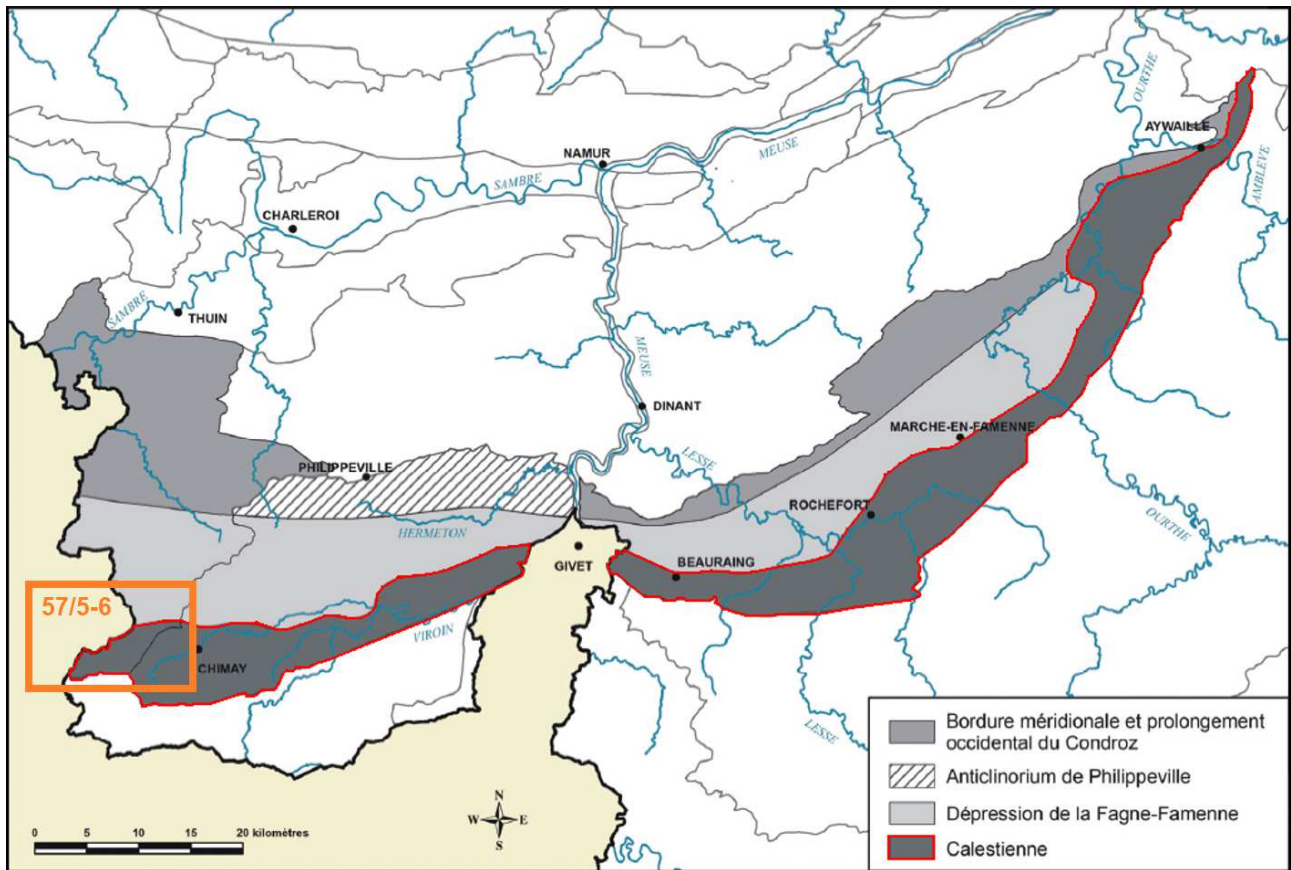 OURTHE
AYWAILLE
NAMUR
MEUSE
AMBLEVE
SAMBRE
CHARLEROI
SAMBRE
THUIN
MEUSE
DINANT
MARCHE-EN-FAMENNE
LESSE
PHILIPPEVILLE
ROCHEFORT
HERMETON
OURTHE
GIVET
BEAURAING
57/5-6
VIROIN
CHIMAY
LESSE
Bordure méridionale et prolongement
occidental du Condroz
Anticlinorium de Philippeville
Dépression de la Fagne-Famenne
Calestienne
N
W E
S
0 5 10 15 20 kilomètres